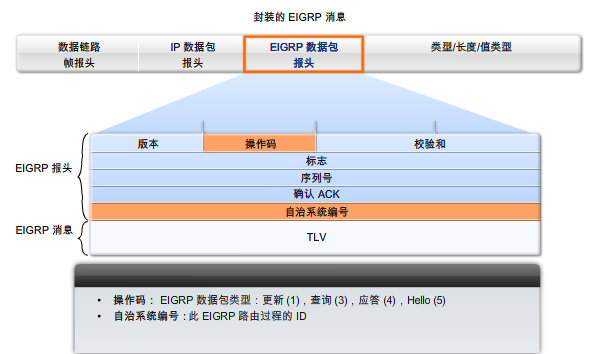 封装的 EIGRP 消息
数据链路
帧报头
IP 数据包
报头
EIGRP 数据包
报头
类型/长度/值类型
版本
操作码
校验和
EIGRP 报头
标志
序列号
确认 ACK
自治系统编号
EIGRP 消息
TLV
• 操作码： EIGRP 数据包类型：更新 (1)，查询 (3)，应答 (4)，Hello (5)
• 自治系统编号：此 EIGRP 路由过程的 ID